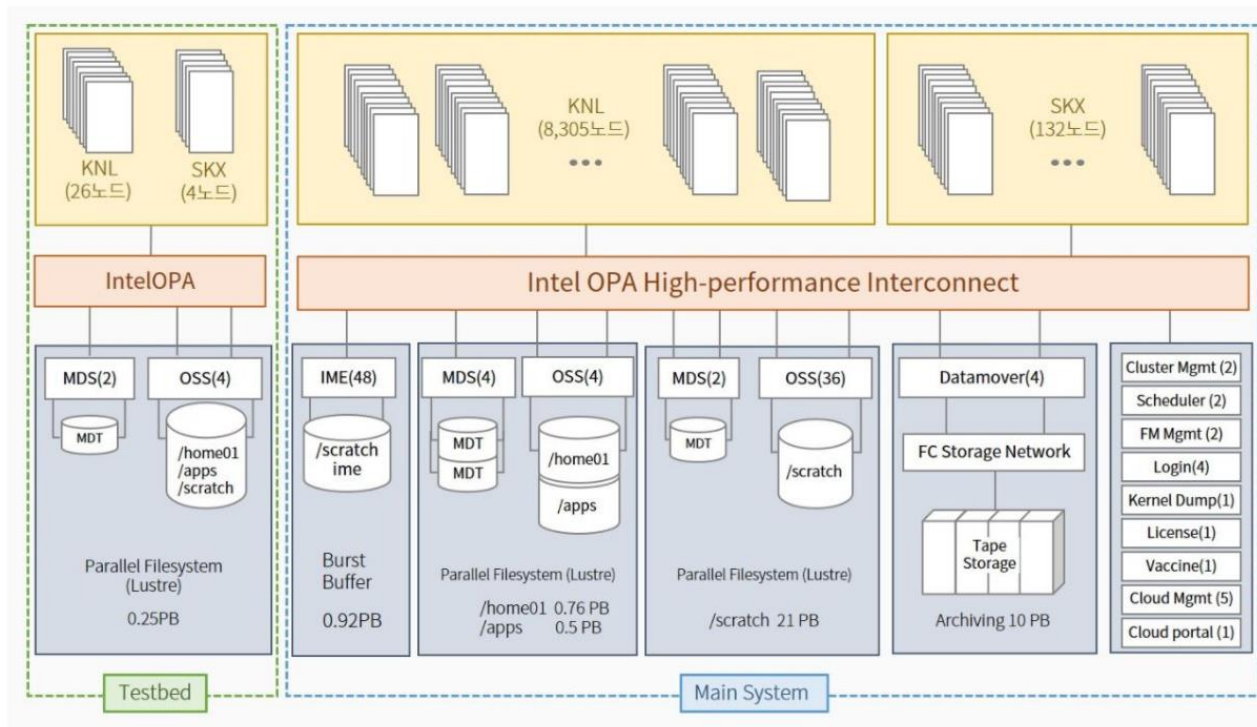 KNL
(26노드)
SKX
(4노드)
KNL
(8,305노드)
SKX
(132노드)
IntelOPA
Intel OPA High-performance Interconnect
MDS(2)
OSS(4)
MDT
/home01
/apps
/scratch
Parallel Filesystem
(Lustre)
0.25PB
IME(48)
/scratch
ime
Burst
Buffer
0.92PB
MDS(4)
OSS(4)
MDT
MDT
/home01
/apps
Parallel Filesystem (Lustre)
/home01 0.76 PB
/apps 0.5 PB
MDS(2)
OSS(36)
MDT
/scratch
Parallel Filesystem (Lustre)
/scratch 21 PB
Datamover(4)
FC Storage Network
Tape
Storage
Archiving 10 PB
Cluster Mgmt (2)
Scheduler (2)
FM Mgmt (2)
Login(4)
Kernel Dump(1)
License(1)
Vaccine(1)
Cloud Mgmt (5)
Cloud portal (1)
Testbed
Main System